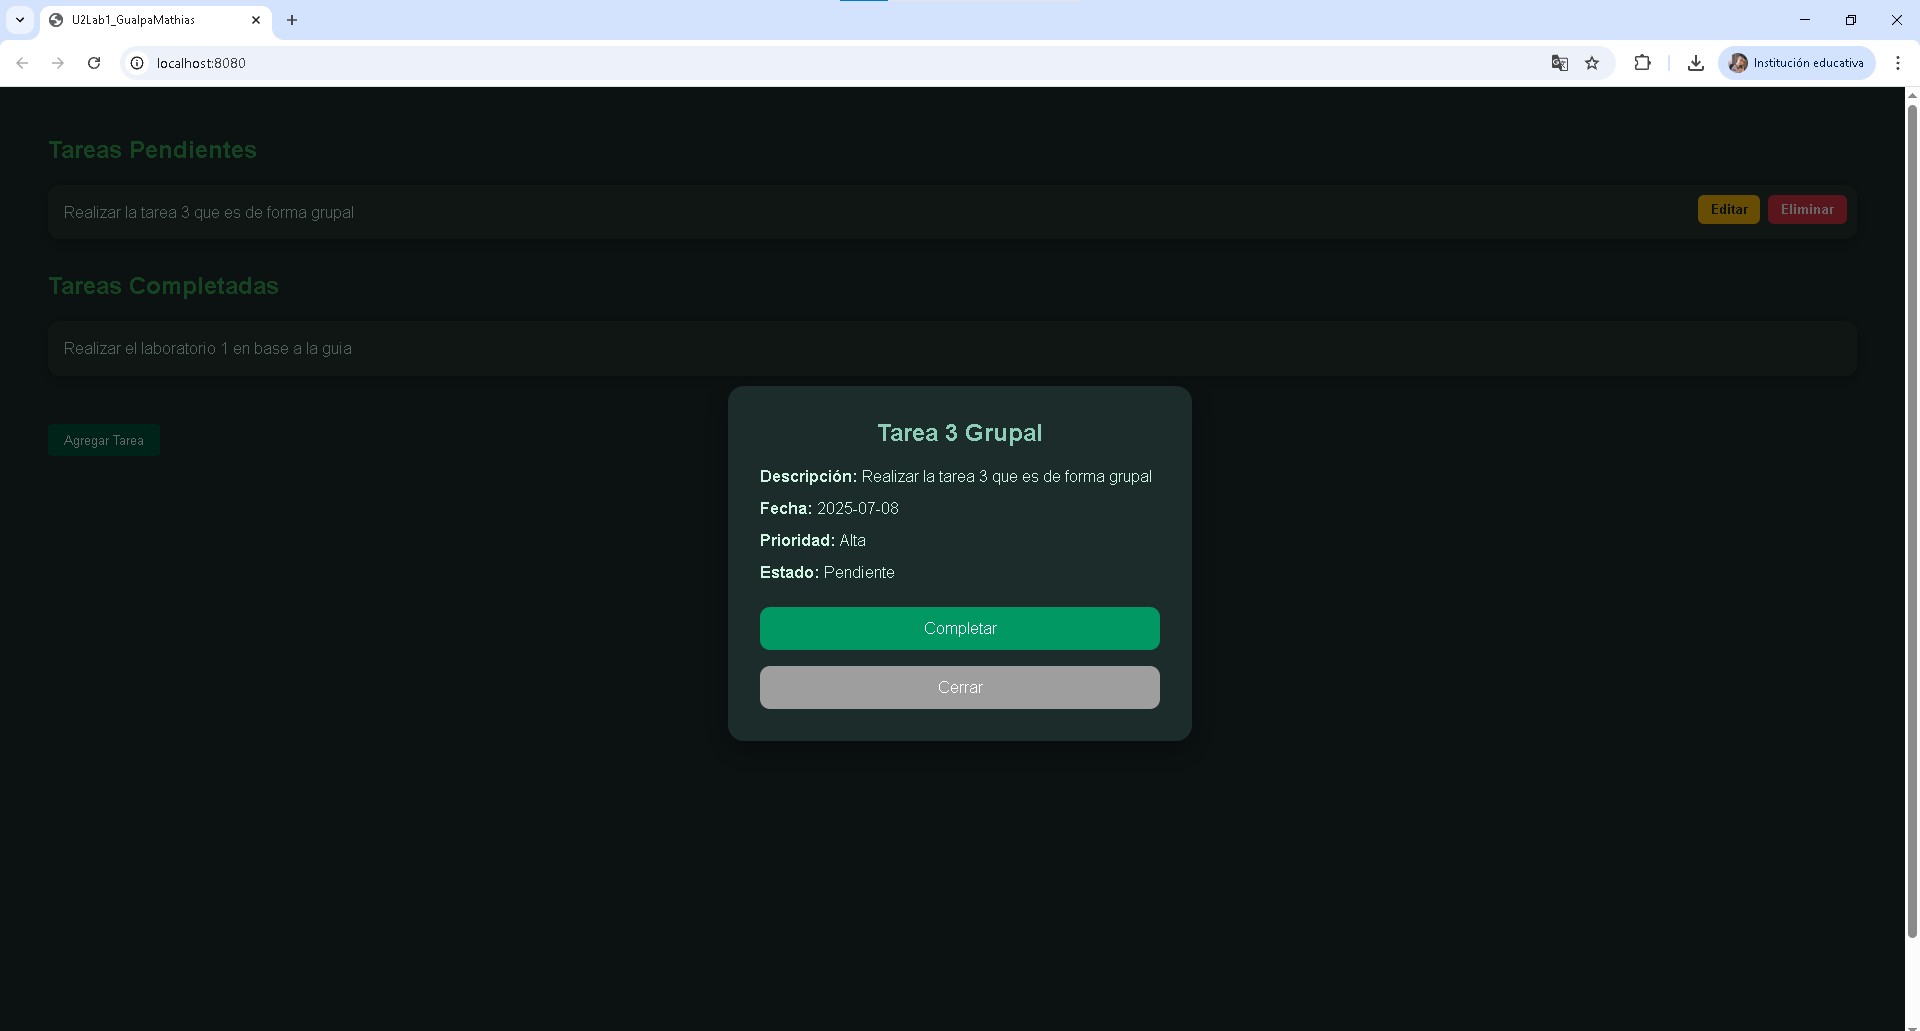 U2Lab1_GualpaMathias
localhost:8080
Institución educativa
Tareas Pendientes
Realizar la tarea 3 que es de forma grupal
Editar
Eliminar
Tareas Completadas
Realizar el laboratorio 1 en base a la guia
Agregar Tarea
Tarea 3 Grupal
Descripción: Realizar la tarea 3 que es de forma grupal
Fecha: 2025-07-08
Prioridad: Alta
Estado: Pendiente
Completar
Cerrar